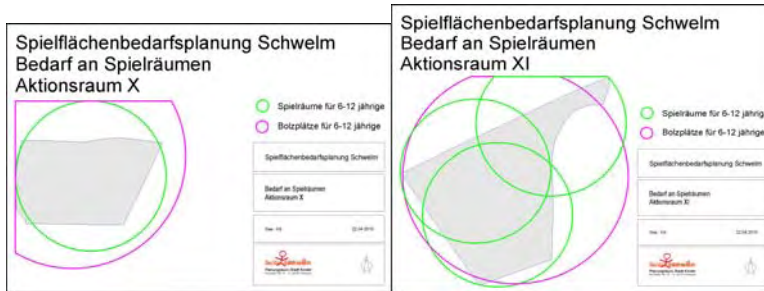 Spielflächenbedarfsplanung Schwelm
Bedarf an Spielräumen
Aktionsraum X
Spielräume für 6-12 jährige
Bolzplätze für 6-12 jährige
Spielflächenbedarfsplanung Schwelm
Bedarf an Spielräumen
Aktionsraum X
Spielflächenbedarfsplanung Schwelm
Bedarf an Spielräumen
Aktionsraum XI
Spielräume für 6-12 jährige
Bolzplätze für 6-12 jährige
Spielflächenbedarfsplanung Schwelm
Bedarf an Spielräumen
Aktionsraum XI